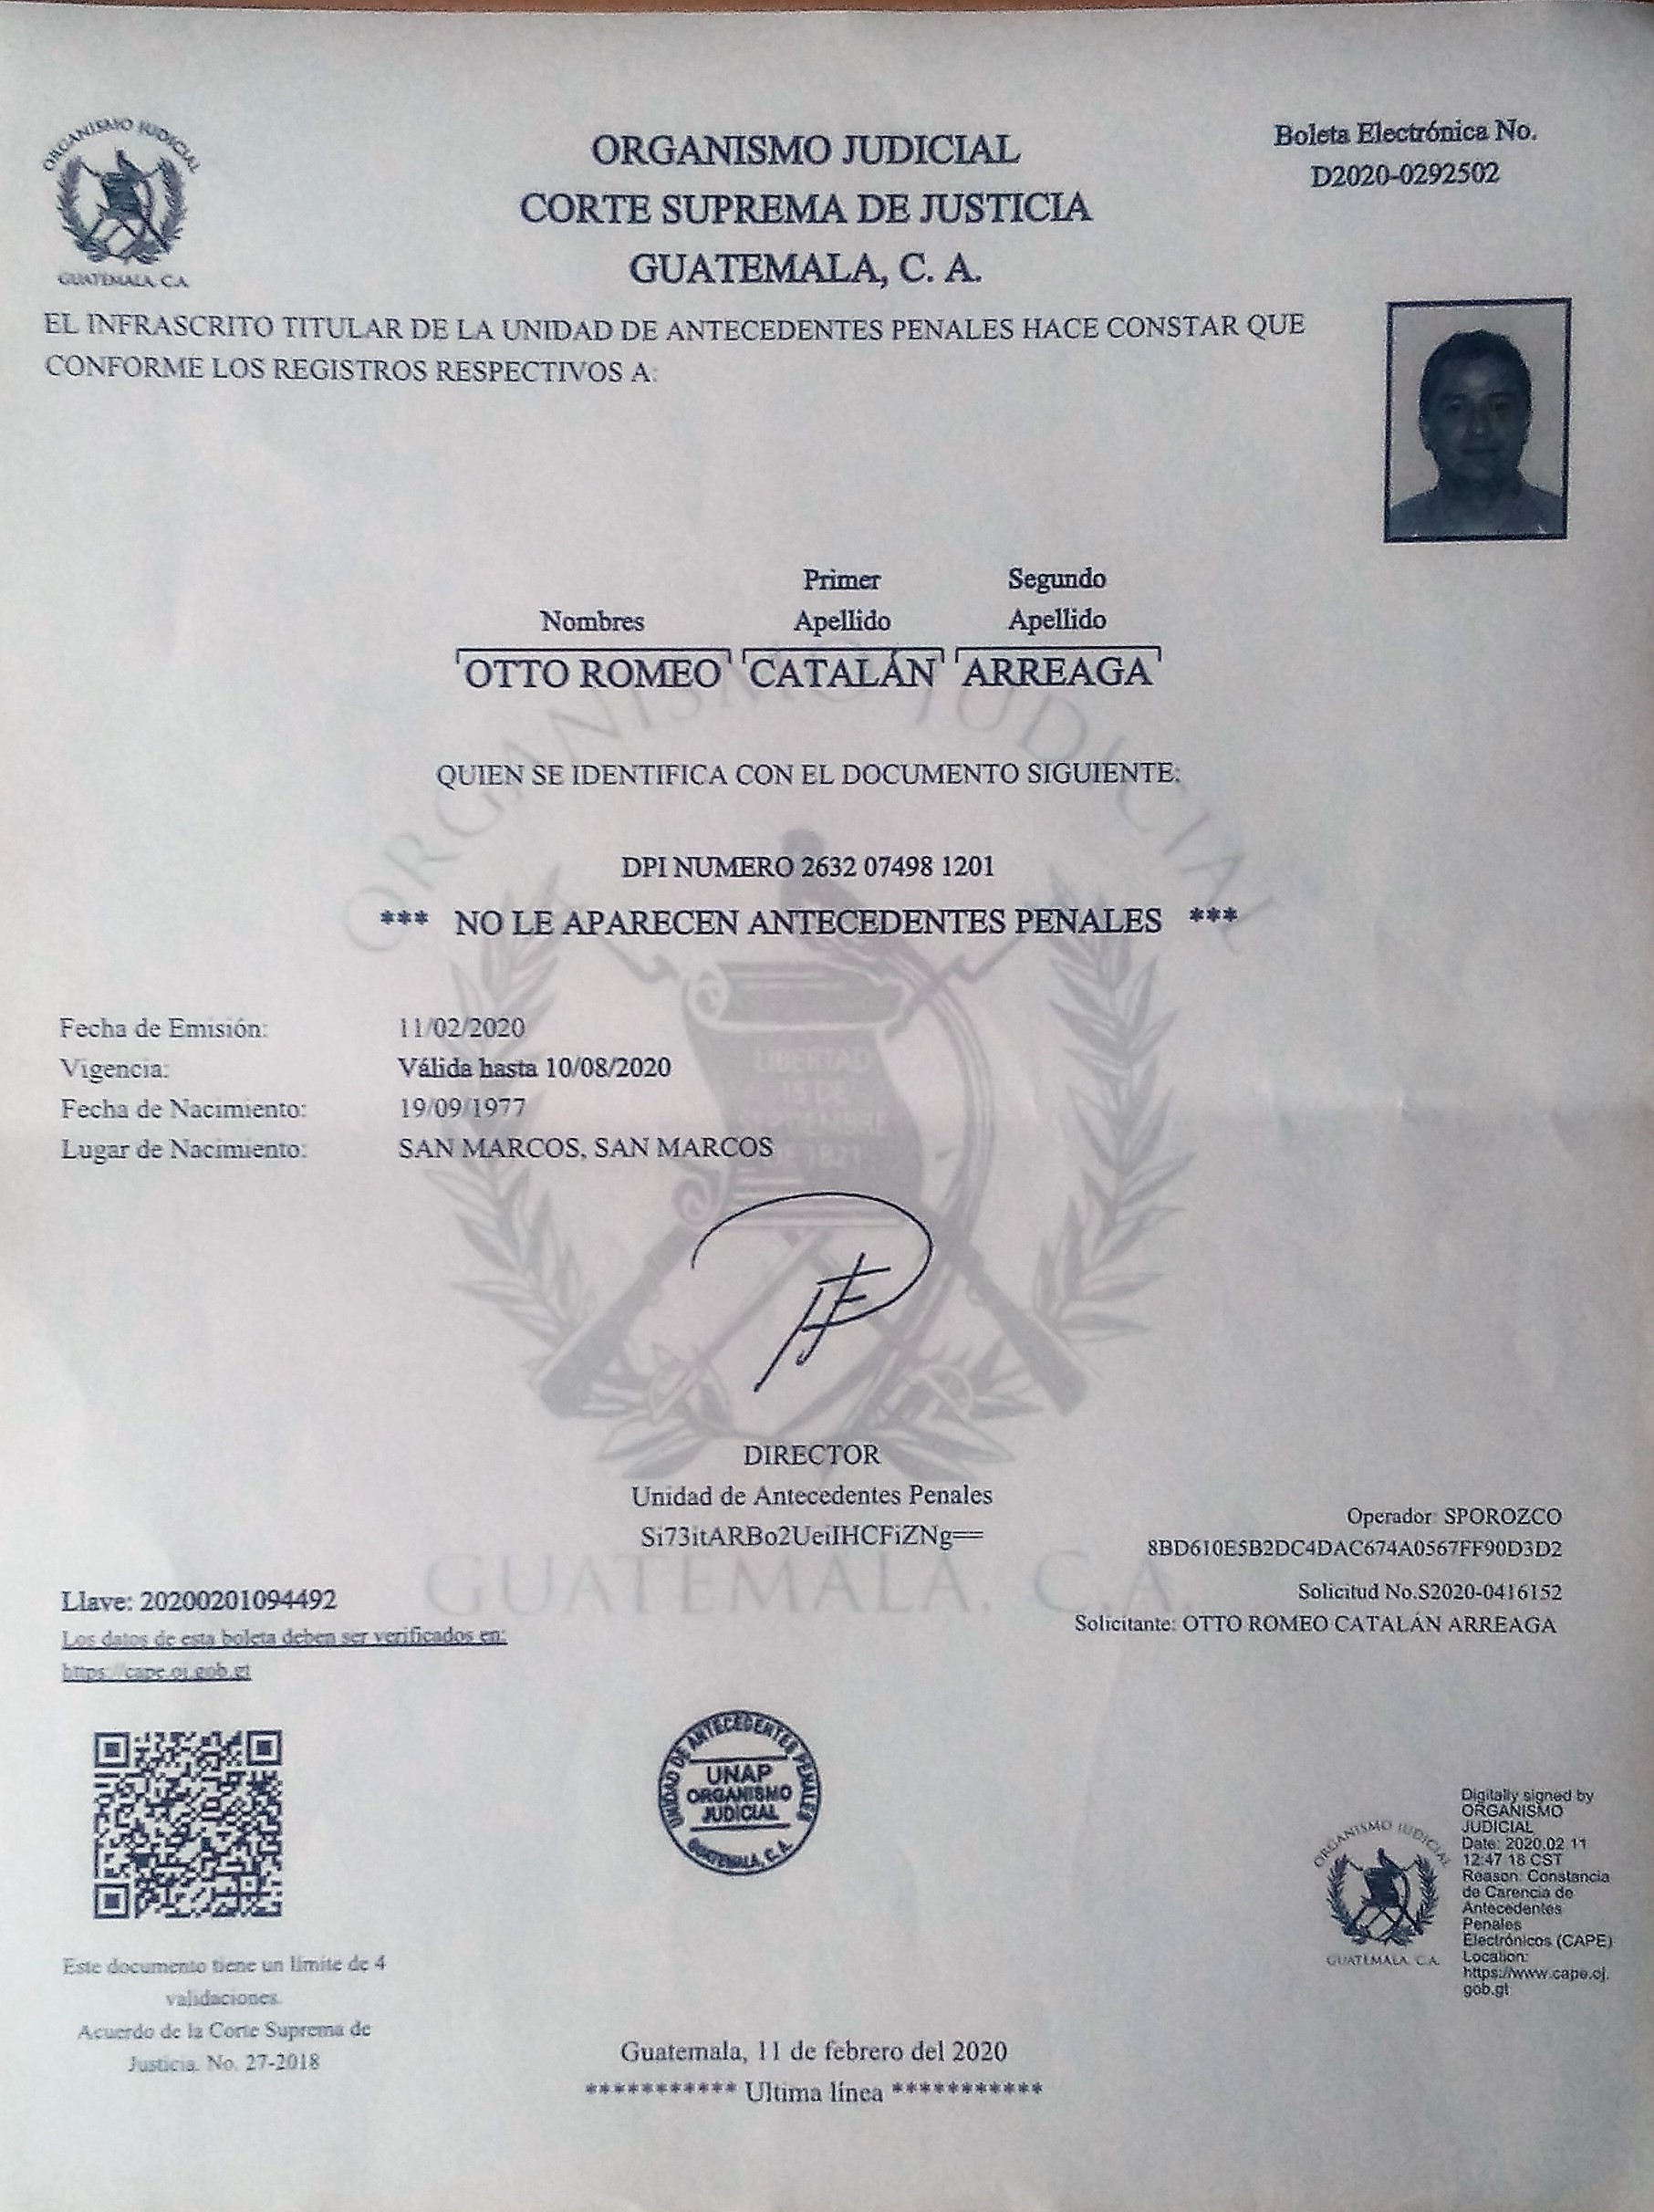 ORGANISMO JUDICIAL
GUATEMALA, C.A.
ORGANISMO JUDICIAL
CORTE SUPREMA DE JUSTICIA
GUATEMALA, C. A.
Boleta Electrónica No.
D2020-0292502
EL INFRASCRITO TITULAR DE LA UNIDAD DE ANTECEDENTES PENALES HACE CONSTAR QUE
CONFORME LOS REGISTROS RESPECTIVOS A:
Primer Segundo
Nombres Apellido Apellido
OTTO ROMEO CATALÁN ARREAGA
QUIEN SE IDENTIFICA CON EL DOCUMENTO SIGUIENTE:
DPI NUMERO 2632 07498 1201
*** NO LE APARECEN ANTECEDENTES PENALES ***
ORGANISMO JUDICIAL
LIBERTAD
15 DE
Fecha de Emisión: 11/02/2020
Vigencia: Válida hasta 10/08/2020
Fecha de Nacimiento: 19/09/1977
Lugar de Nacimiento: SAN MARCOS, SAN MARCOS
DIRECTOR
Unidad de Antecedentes Penales
Si73itARBo2UeiIHCFiZNg==
GUATEMALA, C. A.
Operador: SPOROZCO
8BD610E5B2DC4DAC674A0567FF90D3D2
Solicitud No.S2020-0416152
Solicitante: OTTO ROMEO CATALÁN ARREAGA
Llave: 20200201094492
Los datos de esta boleta deben ser verificados en:
https://cape.oj.gob.gt
UNIDAD DE ANTECEDENTES PENALES
UNAP
ORGANISMO
JUDICIAL
GUATEMALA, C. A.
ORGANISMO JUDICIAL
GUATEMALA, C.A.
Digitally signed by
ORGANISMO
JUDICIAL
Date: 2020.02.11
12:47:18 CST
Reason: Constancia
de Carencia de
Antecedentes
Penales
Electrónicos (CAPE)
Location:
https://www.cape.oj.
gob.gt
Este documento tiene un límite de 4
validaciones.
Acuerdo de la Corte Suprema de
Justicia, No. 27-2018
Guatemala, 11 de febrero del 2020
*********** Ultima línea ***********